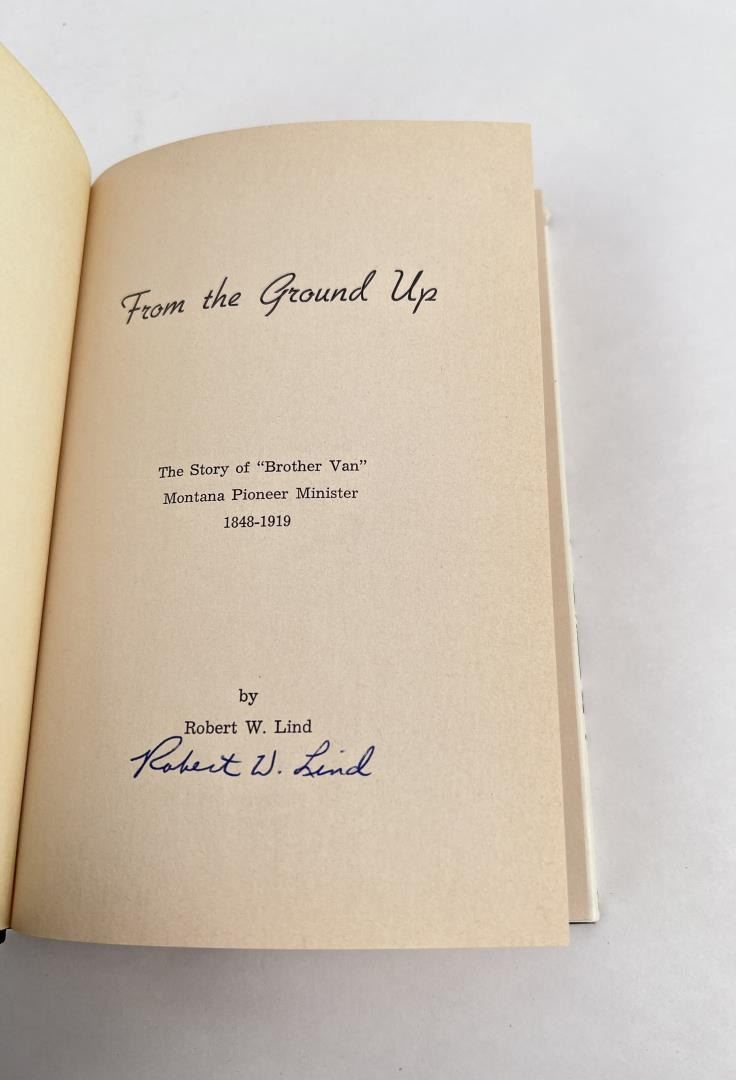 From the Ground Up
The Story of “Brother Van”
Montana Pioneer Minister
1848-1919
by
Robert W. Lind
Robert W. Lind